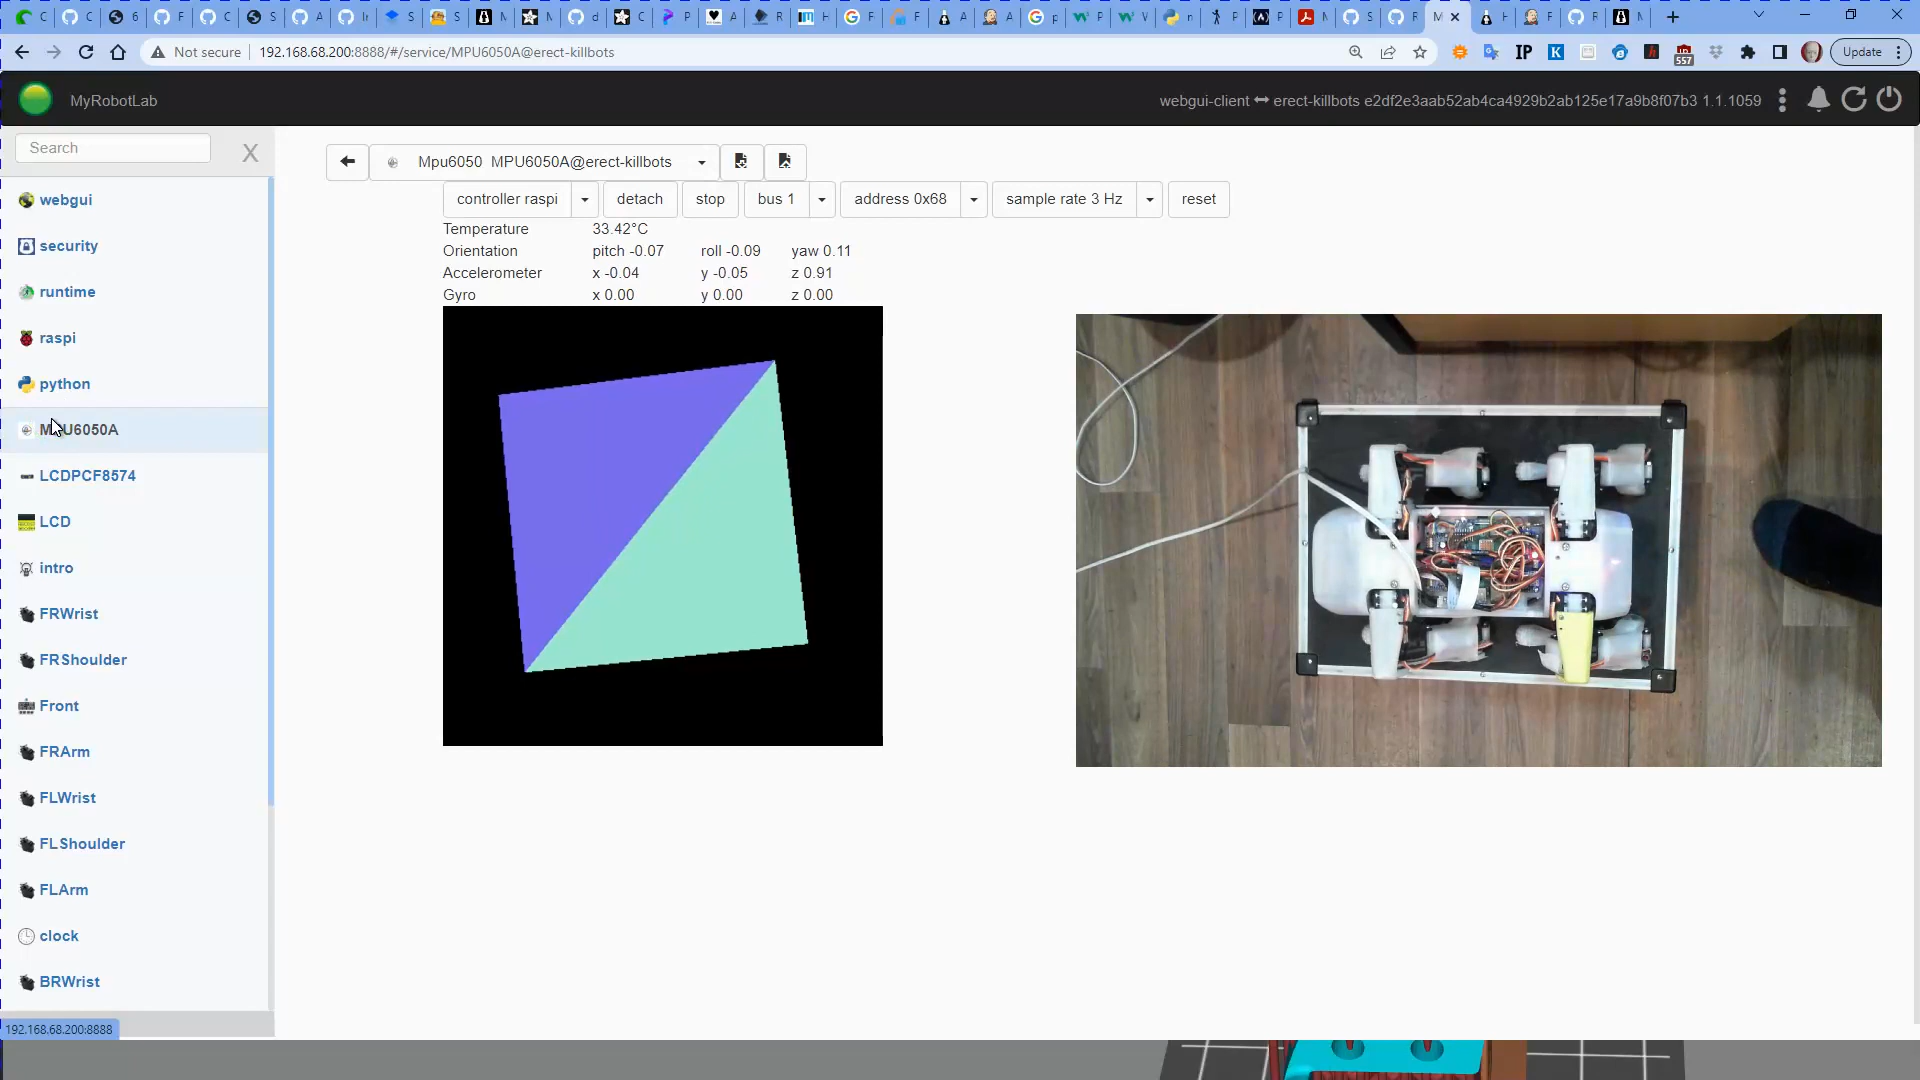 Not secure 192.168.68.200:8888/#/service/MPU6050A@erect-killbots
IP
K
557
Update
MyRobotLab
webgui-client ⟷ erect-killbots e2df2e3aab52ab4ca4929b2ab125e17a9b8f07b3 1.1.1059
Search
X
Mpu6050 MPU6050A@erect-killbots
controller raspi
detach
stop
bus 1
address 0x68
sample rate 3 Hz
reset
Temperature 33.42°C
Orientation pitch -0.07 roll -0.09 yaw 0.11
Accelerometer x -0.04 y -0.05 z 0.91
Gyro x 0.00 y 0.00 z 0.00
webgui
security
runtime
raspi
python
MPU6050A
LCDPCF8574
LCD
intro
FRWrist
FRShoulder
Front
FRArm
FLWrist
FLShoulder
FLArm
clock
BRWrist
192.168.68.200:8888